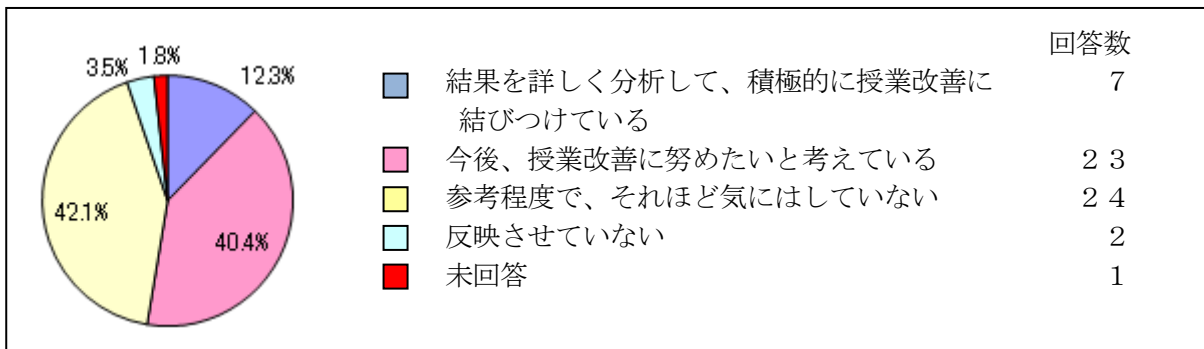 回答数
1.8%
3.5%
12.3%
結果を詳しく分析して、積極的に授業改善に 7
結びつけている
今後、授業改善に努めたいと考えている 23
参考程度で、それほど気にはしていない 24
42.1%
40.4%
反映させていない 2
未回答 1